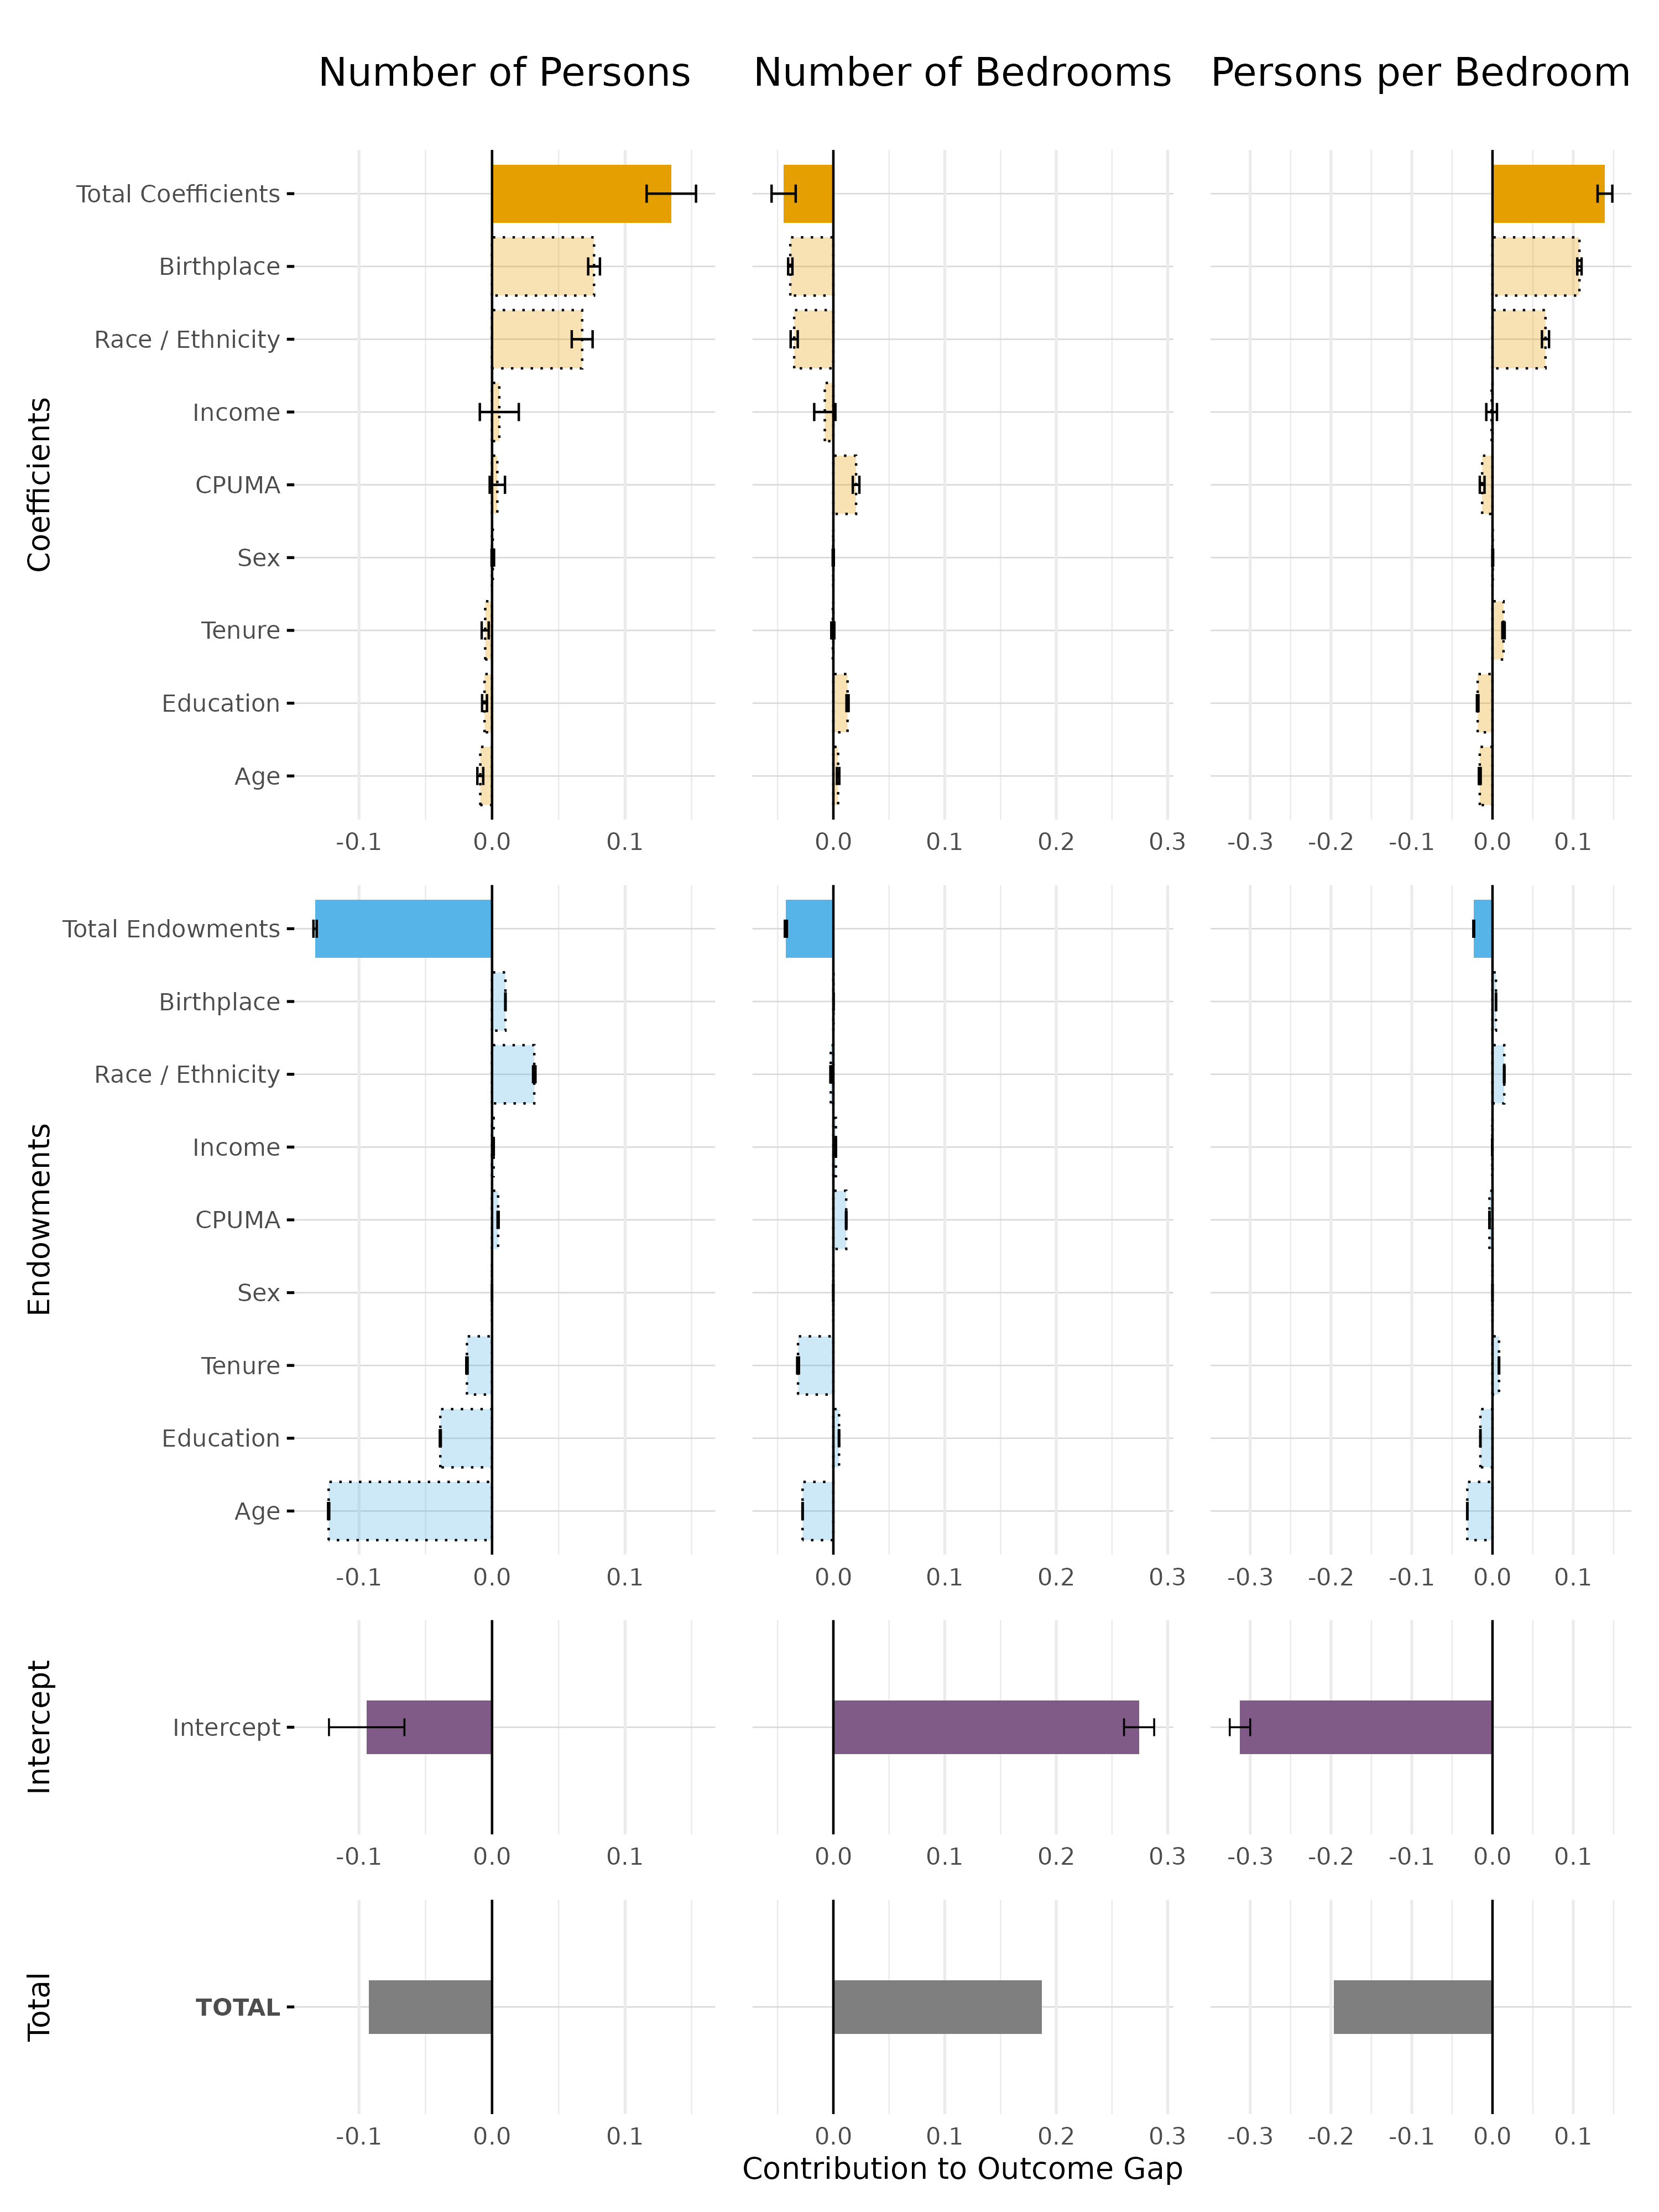 Number of Persons
Number of Bedrooms
Persons per Bedroom
Coefficients
Total Coefficients
Birthplace
Race / Ethnicity
Income
CPUMA
Sex
Tenure
Education
Age
-0.1 0.0 0.1
0.0 0.1 0.2 0.3
-0.3 -0.2 -0.1 0.0 0.1
Endowments
Total Endowments
Birthplace
Race / Ethnicity
Income
CPUMA
Sex
Tenure
Education
Age
-0.1 0.0 0.1
0.0 0.1 0.2 0.3
-0.3 -0.2 -0.1 0.0 0.1
Intercept
Intercept
-0.1 0.0 0.1
0.0 0.1 0.2 0.3
-0.3 -0.2 -0.1 0.0 0.1
Total
TOTAL
-0.1 0.0 0.1
0.0 0.1 0.2 0.3
-0.3 -0.2 -0.1 0.0 0.1
Contribution to Outcome Gap